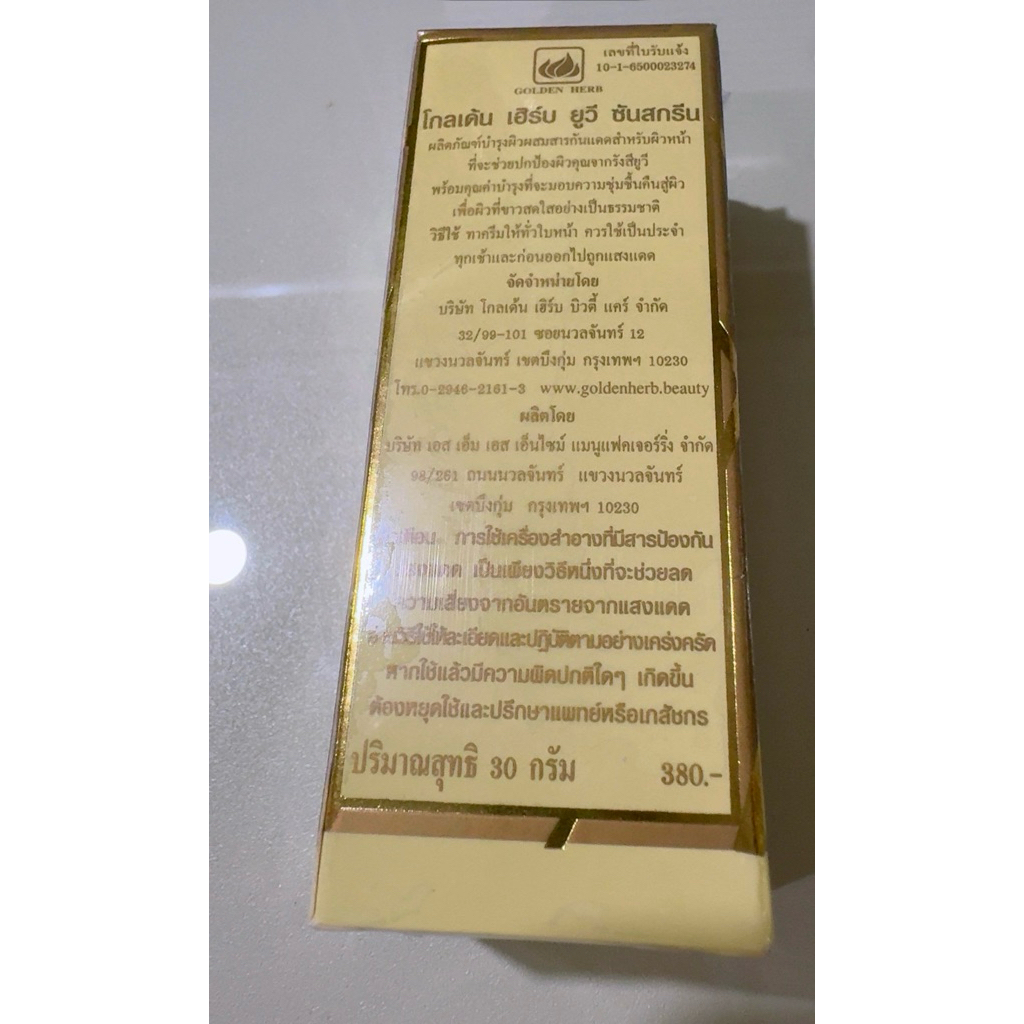 เลขที่ใบรับแจ้ง
10-1-6500023274
GOLDEN HERB
โกลเด้น เฮิร์บ ยูวี ซันสกรีน
ผลิตภัณฑ์บำรุงผิวผสมสารกันแดดสำหรับผิวหน้า
ที่จะช่วยปกป้องผิวคุณจากรังสียูวี
พร้อมคุณค่าบำรุงที่จะมอบความชุ่มชื้นคืนสู่ผิว
เพื่อผิวที่ขาวสดใสอย่างเป็นธรรมชาติ
วิธีใช้ ทาครีมให้ทั่วใบหน้า ควรใช้เป็นประจำ
ทุกเช้าและก่อนออกไปถูกแสงแดด
จัดจำหน่ายโดย
บริษัท โกลเด้น เฮิร์บ บิวตี้ แคร์ จำกัด
32/99-101 ซอยนวลจันทร์ 12
แขวงนวลจันทร์ เขตบึงกุ่ม กรุงเทพฯ 10230
โทร.0-2946-2161-3 www.goldenherb.beauty
ผลิตโดย
บริษัท เอส เอ็ม เอส เอ็นไซม์ แมนูแฟคเจอร์ริ่ง จำกัด
98/261 ถนนนวลจันทร์ แขวงนวลจันทร์
เขตบึงกุ่ม กรุงเทพฯ 10230
การใช้เครื่องสำอางที่มีสารป้องกัน
เป็นเพียงวิธีหนึ่งที่จะช่วยลด
ความเสี่ยงจากอันตรายจากแสงแดด
วิธีใช้ให้ละเอียดและปฏิบัติตามอย่างเคร่งครัด
หากใช้แล้วมีความผิดปกติใดๆ เกิดขึ้น
ต้องหยุดใช้และปรึกษาแพทย์หรือเภสัชกร
ปริมาณสุทธิ 30 กรัม 380.-